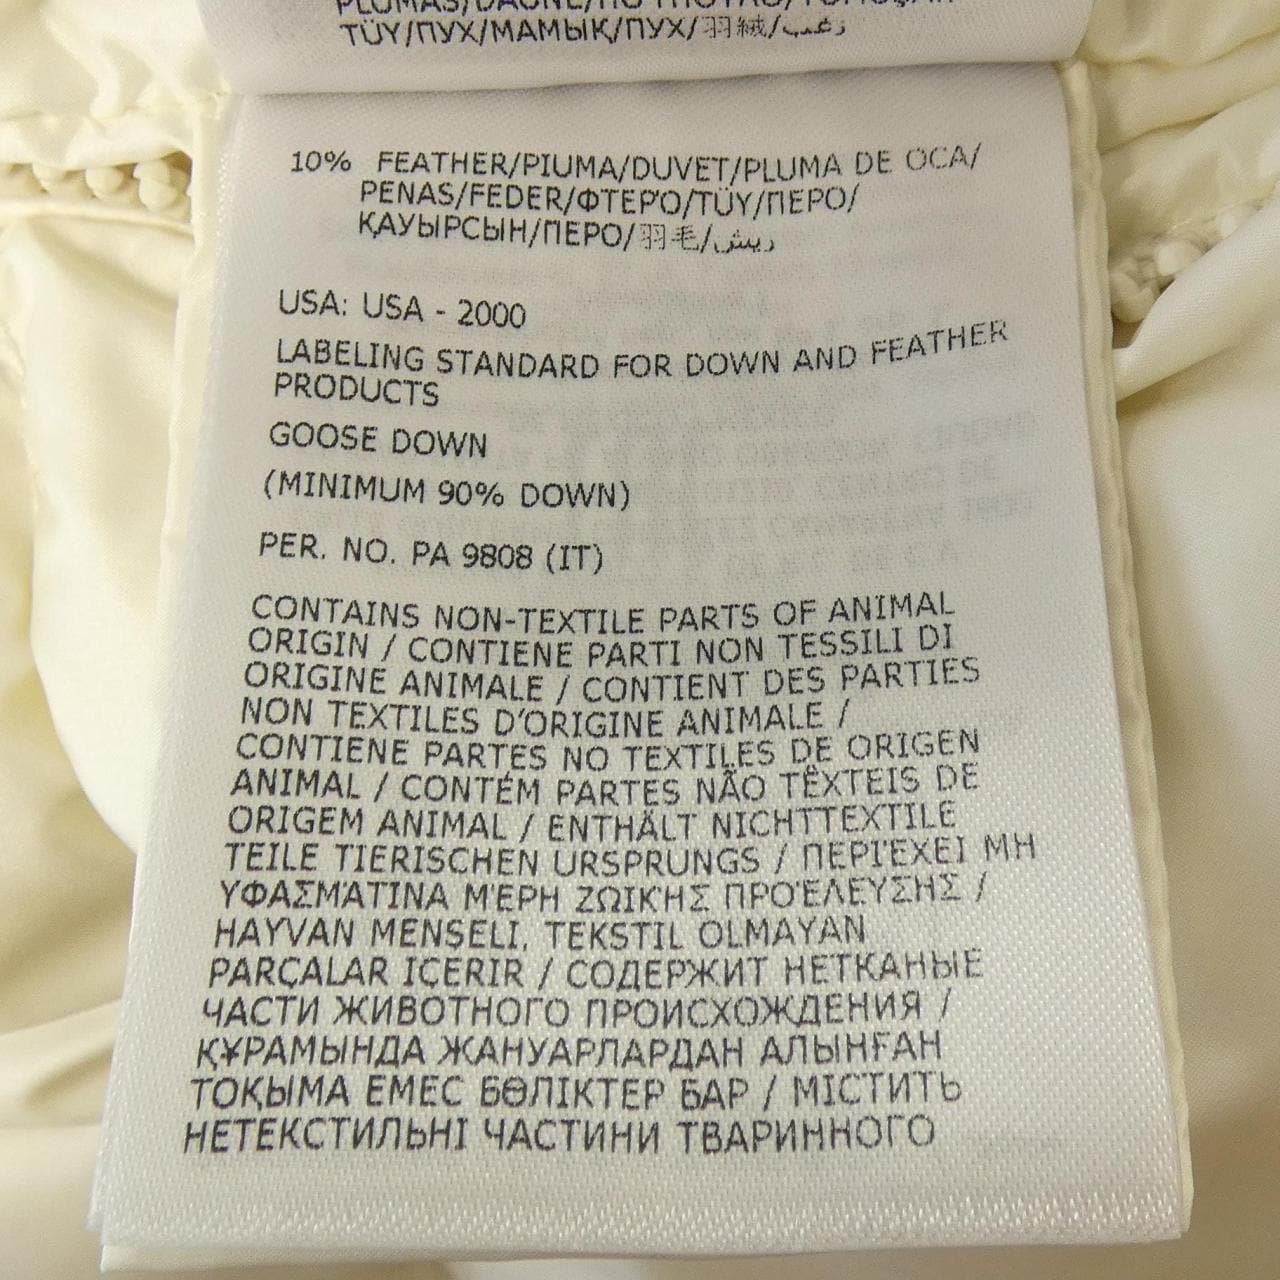 TÜY/ПУХ/МАМЫҚ/ПУХ/羽絨/زغب
10% FEATHER/PIUMA/DUVET/PLUMA DE OCA/
PENAS/FEDER/ΦΤΕΡΌ/TÜY/ПЕРО/
ҚАУЫРСЫН/ПЕРО/羽毛/ريش
USA: USA - 2000
LABELING STANDARD FOR DOWN AND FEATHER
PRODUCTS
GOOSE DOWN
(MINIMUM 90% DOWN)
PER. NO. PA 9808 (IT)
CONTAINS NON-TEXTILE PARTS OF ANIMAL
ORIGIN / CONTIENE PARTI NON TESSILI DI
ORIGINE ANIMALE / CONTIENT DES PARTIES
NON TEXTILES D'ORIGINE ANIMALE /
CONTIENE PARTES NO TEXTILES DE ORIGEN
ANIMAL / CONTÉM PARTES NÃO TÊXTEIS DE
ORIGEM ANIMAL / ENTHÄLT NICHTTEXTILE
TEILE TIERISCHEN URSPRUNGS / ΠΕΡΙΈΧΕΙ ΜΗ
ΥΦΑΣΜΆΤΙΝΑ ΜΈΡΗ ΖΩΙΚΉΣ ΠΡΟΈΛΕΥΣΗΣ /
HAYVAN MENŞELI, TEKSTIL OLMAYAN
PARÇALAR IÇERIR / СОДЕРЖИТ НЕТКАНЫЕ
ЧАСТИ ЖИВОТНОГО ПРОИСХОЖДЕНИЯ /
ҚҰРАМЫНДА ЖАНУАРЛАРДАН АЛЫНҒАН
ТОҚЫМА ЕМЕС БӨЛІКТЕР БАР / МІСТИТЬ
НЕТЕКСТИЛЬНІ ЧАСТИНИ ТВАРИННОГО